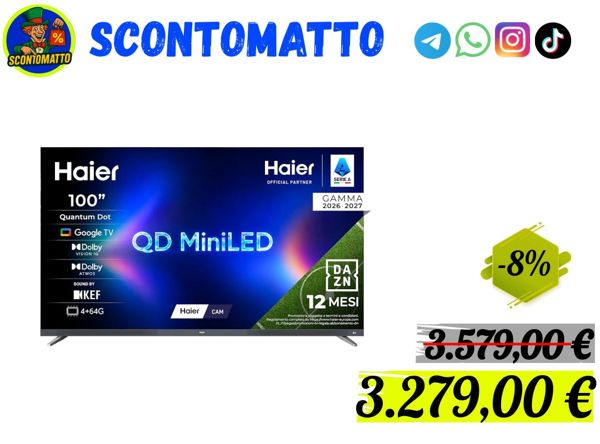 SCONTOMATTO
SCONTOMATTO
%
Haier
100”
Quantum Dot
Google TV
Dolby
VISION IQ
Dolby
ATMOS
SOUND BY
KEF
4+64G
QD MiniLED
Haier
OFFICIAL PARTNER
SERIE A
GAMMA
2026 2027
DAZN
12 MESI
Haier CAM
Haier
-8%
3.579,00 €
3.279,00 €